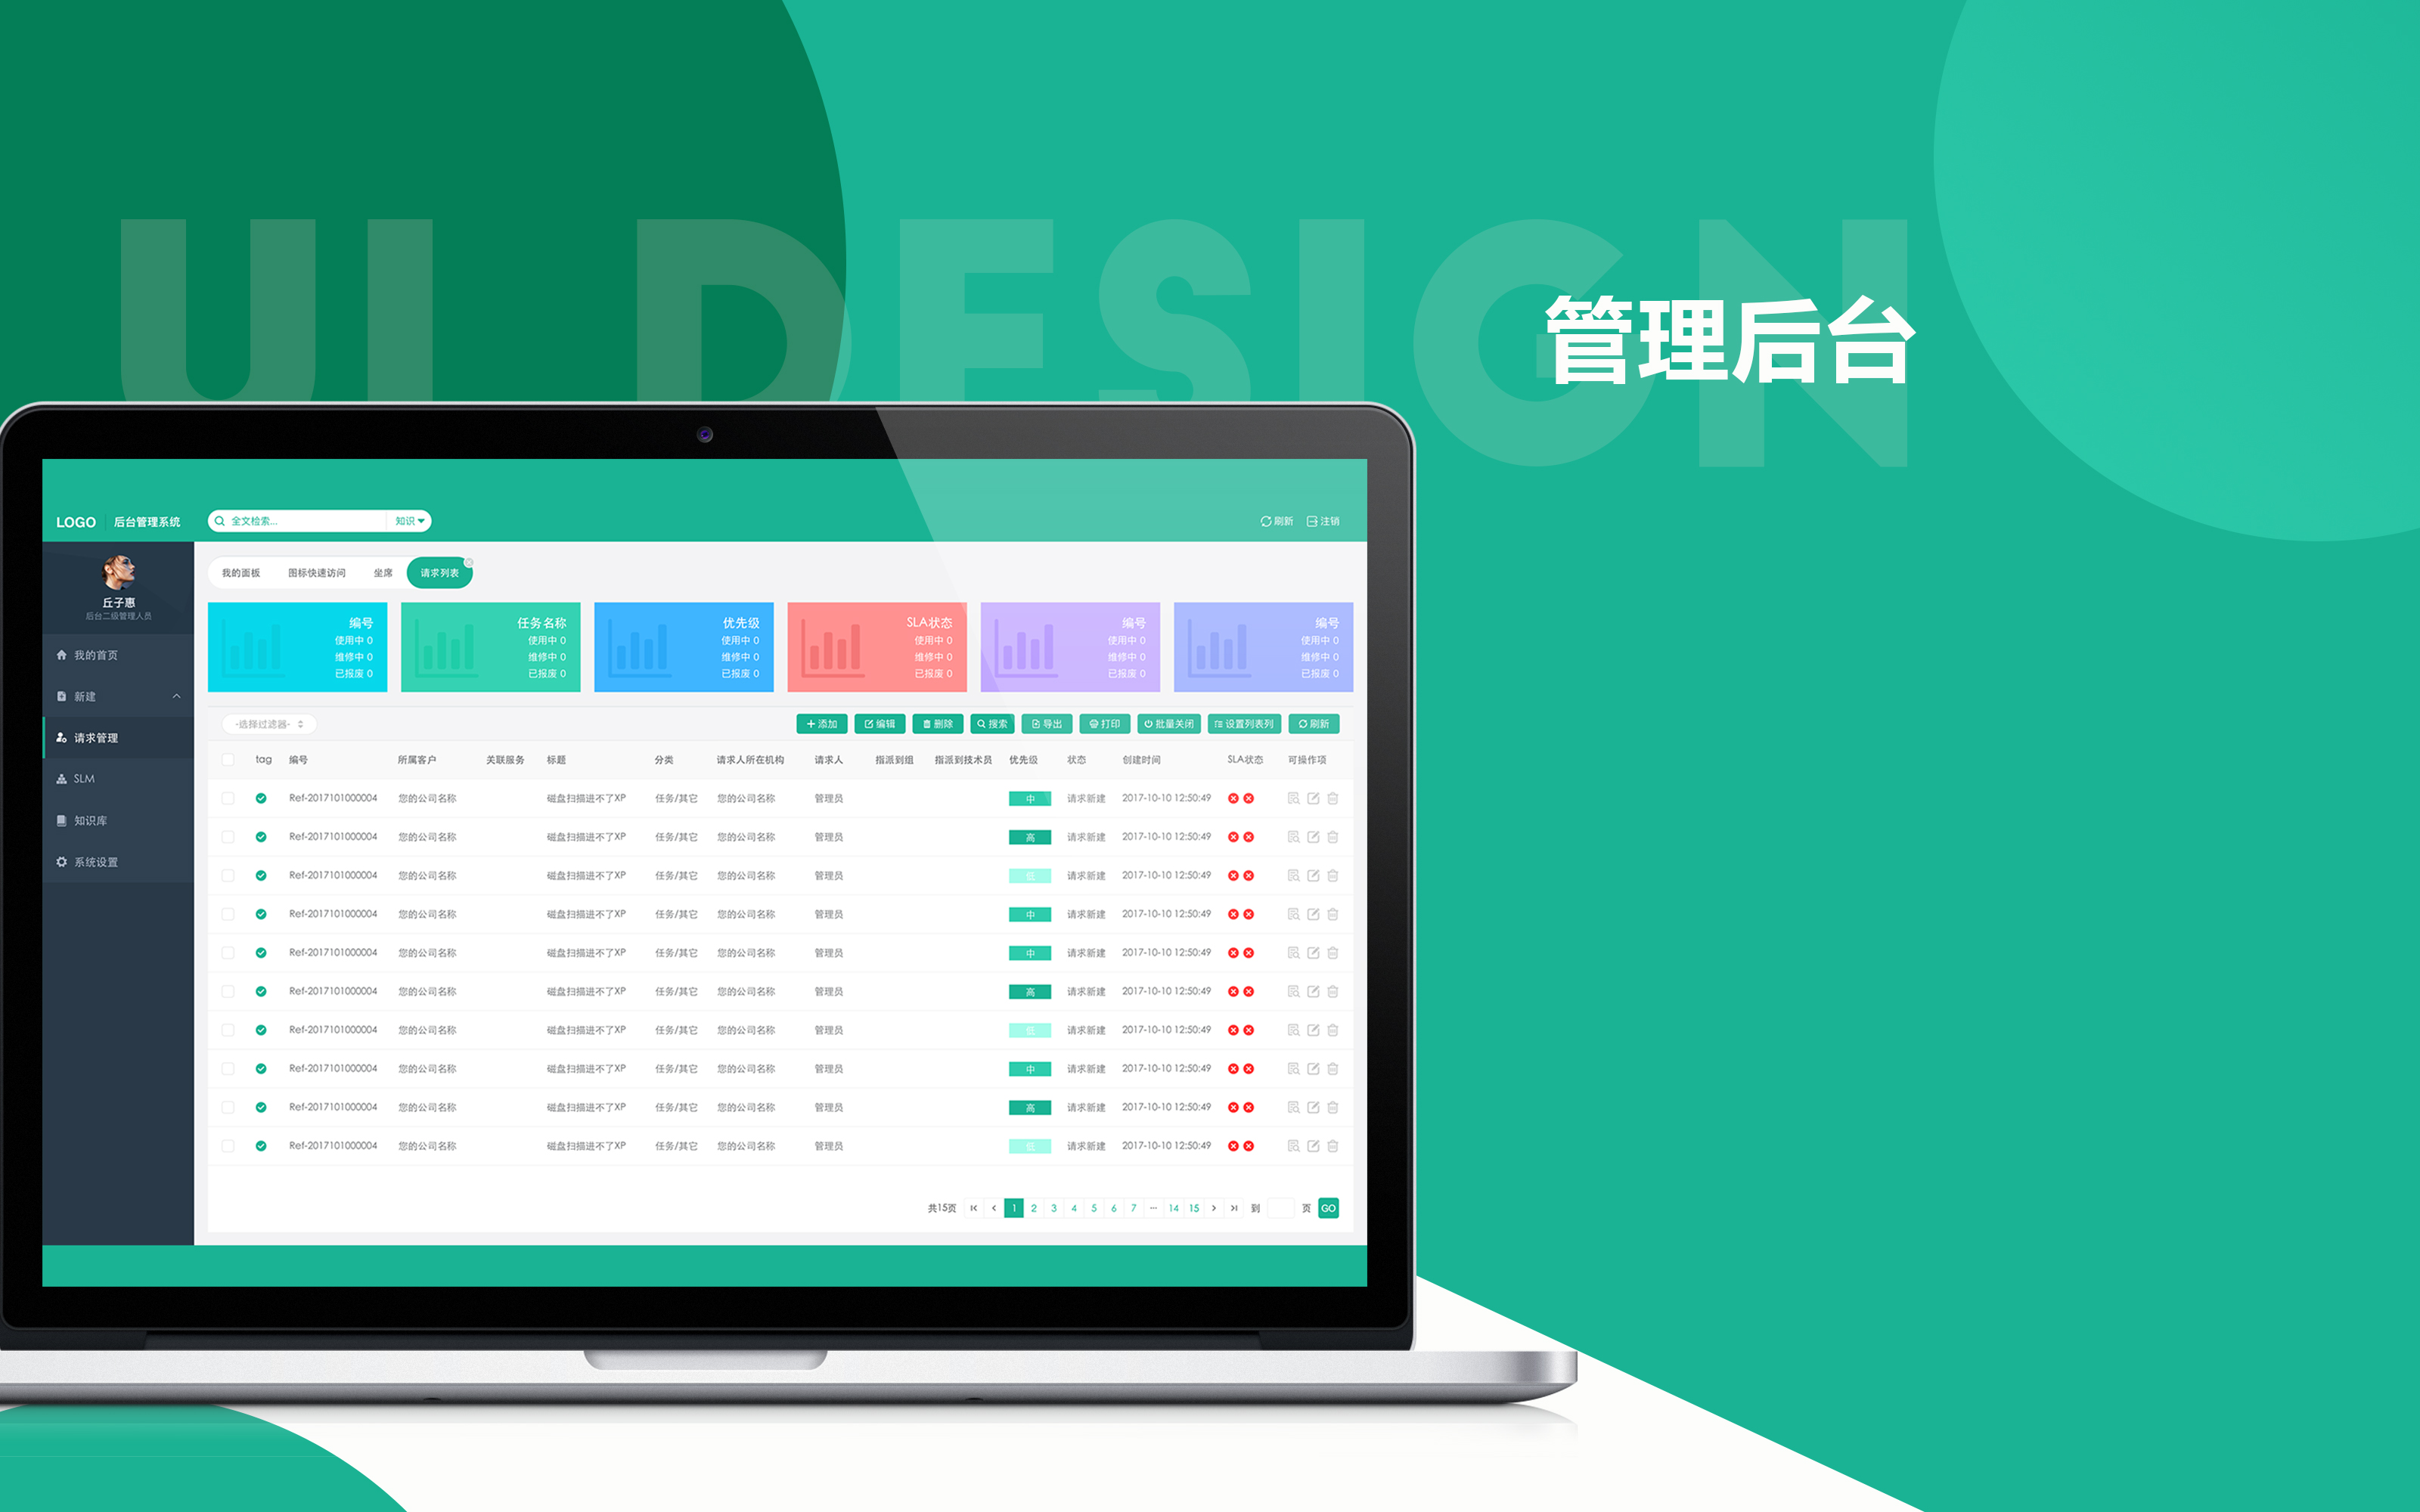 UI DESIGN
管理后台
LOGO 后台管理系统 全文检索... 知识 刷新 注销
丘子惠
后台二级管理人员
我的首页
新建
请求管理
SLM
知识库
系统设置
我的面板 图标快速访问 坐席 请求列表
编号
使用中 0
维修中 0
已报废 0
任务名称
使用中 0
维修中 0
已报废 0
优先级
使用中 0
维修中 0
已报废 0
SLA状态
使用中 0
维修中 0
已报废 0
编号
使用中 0
维修中 0
已报废 0
编号
使用中 0
维修中 0
已报废 0
-选择过滤器- 添加 编辑 删除 搜索 导出 打印 批量关闭 设置列表列 刷新
tag 编号 所属客户 关联服务 标题 分类 请求人所在机构 请求人 指派到组 指派到技术员 优先级 状态 创建时间 SLA状态 可操作项
Ref-2017101000004 您的公司名称 磁盘扫描进不了XP 任务/其它 您的公司名称 管理员 中 请求新建 2017-10-10 12:50:49
Ref-2017101000004 您的公司名称 磁盘扫描进不了XP 任务/其它 您的公司名称 管理员 高 请求新建 2017-10-10 12:50:49
Ref-2017101000004 您的公司名称 磁盘扫描进不了XP 任务/其它 您的公司名称 管理员 低 请求新建 2017-10-10 12:50:49
Ref-2017101000004 您的公司名称 磁盘扫描进不了XP 任务/其它 您的公司名称 管理员 中 请求新建 2017-10-10 12:50:49
Ref-2017101000004 您的公司名称 磁盘扫描进不了XP 任务/其它 您的公司名称 管理员 中 请求新建 2017-10-10 12:50:49
Ref-2017101000004 您的公司名称 磁盘扫描进不了XP 任务/其它 您的公司名称 管理员 高 请求新建 2017-10-10 12:50:49
Ref-2017101000004 您的公司名称 磁盘扫描进不了XP 任务/其它 您的公司名称 管理员 低 请求新建 2017-10-10 12:50:49
Ref-2017101000004 您的公司名称 磁盘扫描进不了XP 任务/其它 您的公司名称 管理员 中 请求新建 2017-10-10 12:50:49
Ref-2017101000004 您的公司名称 磁盘扫描进不了XP 任务/其它 您的公司名称 管理员 高 请求新建 2017-10-10 12:50:49
Ref-2017101000004 您的公司名称 磁盘扫描进不了XP 任务/其它 您的公司名称 管理员 低 请求新建 2017-10-10 12:50:49
共15页 1 2 3 4 5 6 7 ... 14 15 到 页 GO